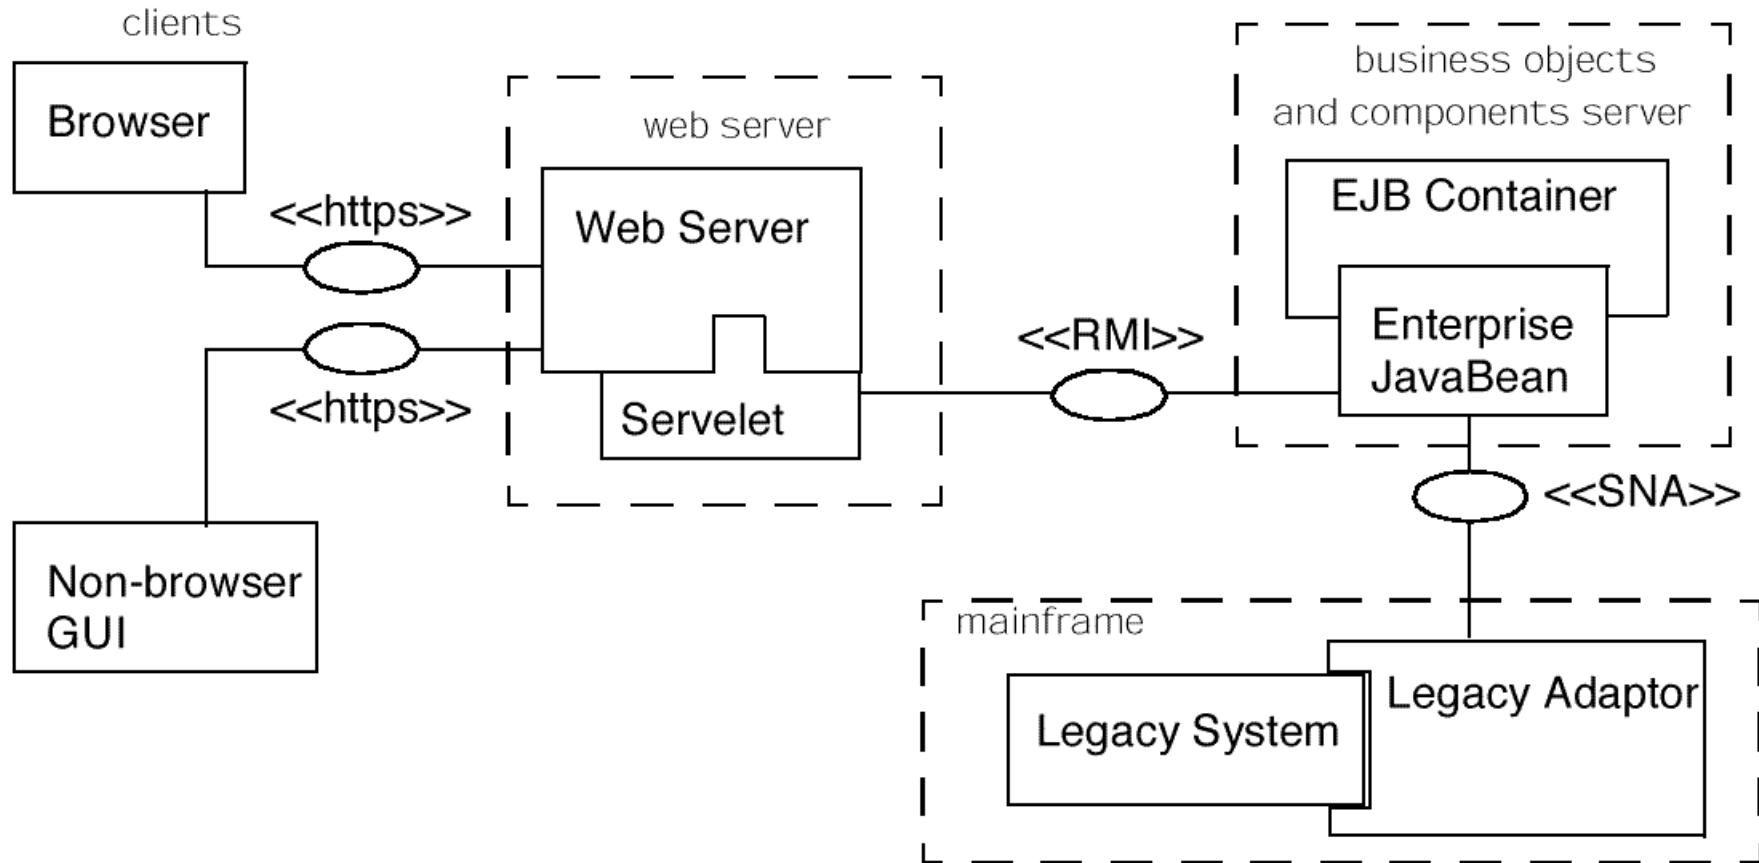 clients
Browser
<<https>>
web server
Web Server
<<https>>
Servelet
Non-browser
GUI
<<RMI>>
business objects
and components server
EJB Container
Enterprise
JavaBean
<<SNA>>
mainframe
Legacy System
Legacy Adaptor